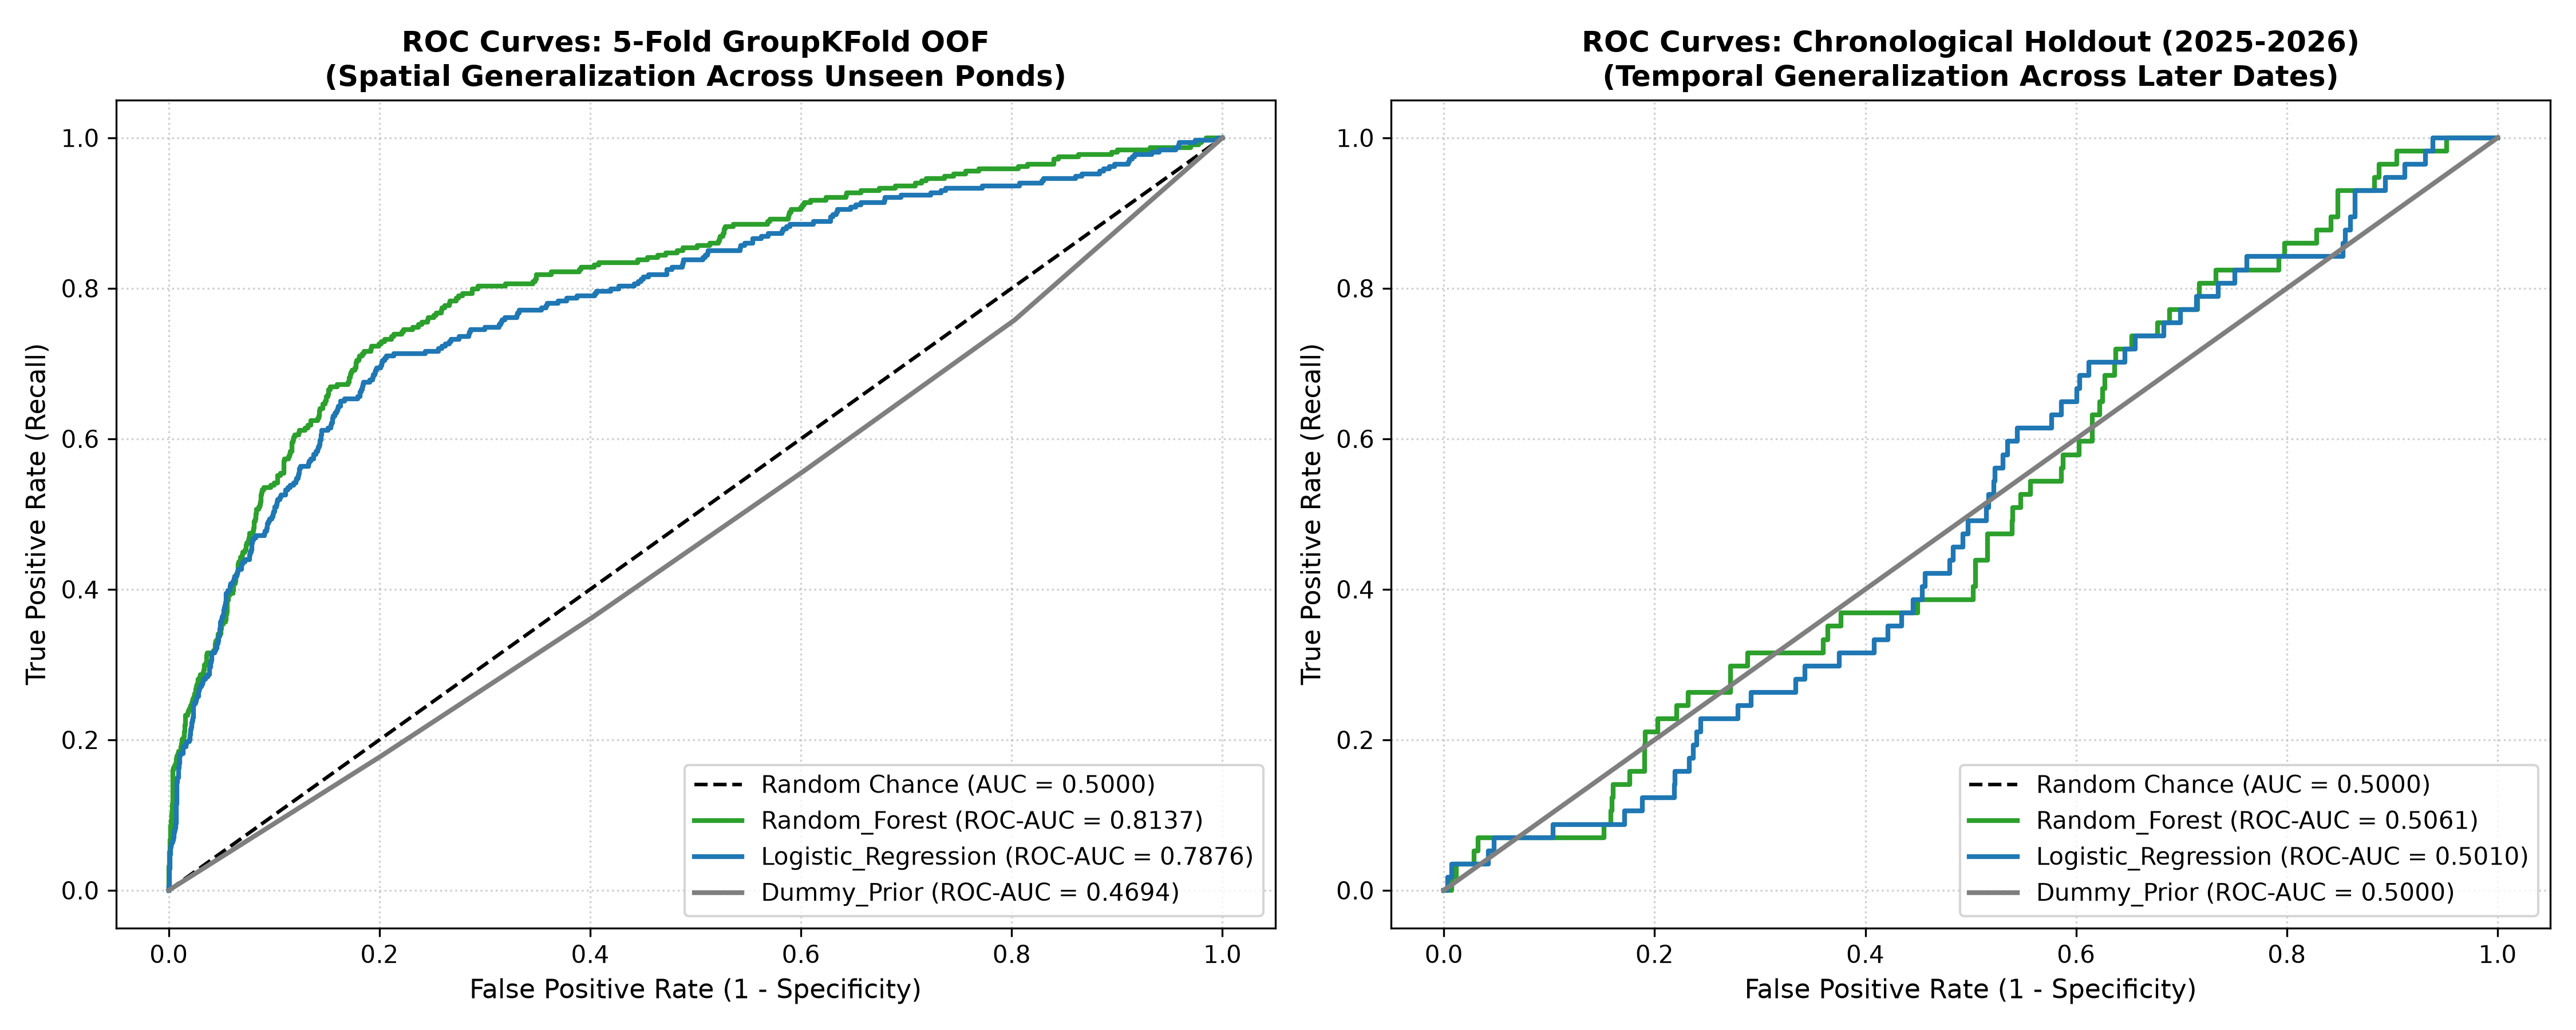 ROC Curves: 5-Fold GroupKFold OOF
(Spatial Generalization Across Unseen Ponds)
True Positive Rate (Recall)
1.0
0.8
0.6
0.4
0.2
0.0
0.0 0.2 0.4 0.6 0.8 1.0
False Positive Rate (1 - Specificity)
Random Chance (AUC = 0.5000)
Random_Forest (ROC-AUC = 0.8137)
Logistic_Regression (ROC-AUC = 0.7876)
Dummy_Prior (ROC-AUC = 0.4694)
ROC Curves: Chronological Holdout (2025-2026)
(Temporal Generalization Across Later Dates)
True Positive Rate (Recall)
1.0
0.8
0.6
0.4
0.2
0.0
0.0 0.2 0.4 0.6 0.8 1.0
False Positive Rate (1 - Specificity)
Random Chance (AUC = 0.5000)
Random_Forest (ROC-AUC = 0.5061)
Logistic_Regression (ROC-AUC = 0.5010)
Dummy_Prior (ROC-AUC = 0.5000)